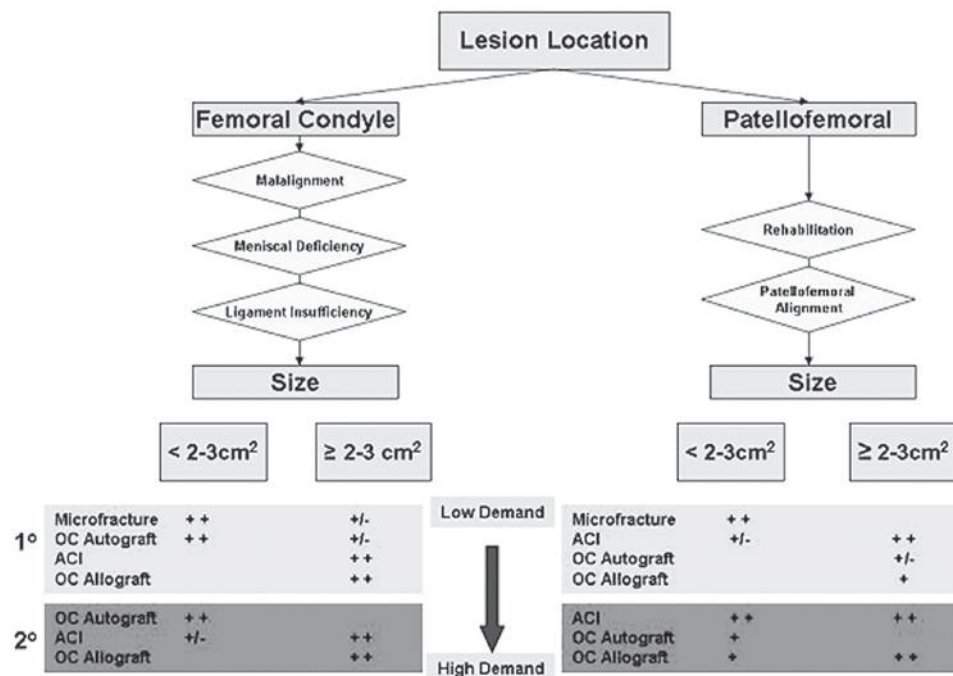 Lesion Location
Femoral Condyle
Patellofemoral
Malalignment
Meniscal Deficiency
Ligament Insufficiency
Rehabilitation
Patellofemoral
Alignment
Size
Size
< 2-3cm²
≥ 2-3 cm²
< 2-3cm²
≥ 2-3cm²
1º
Microfracture ++ +/-
OC Autograft ++ +/-
ACI ++
OC Allograft ++
2º
OC Autograft ++
ACI +/- ++
OC Allograft ++
Low Demand
High Demand
Microfracture ++
ACI +/- ++
OC Autograft +/-
OC Allograft +
ACI ++ ++
OC Autograft +
OC Allograft + ++